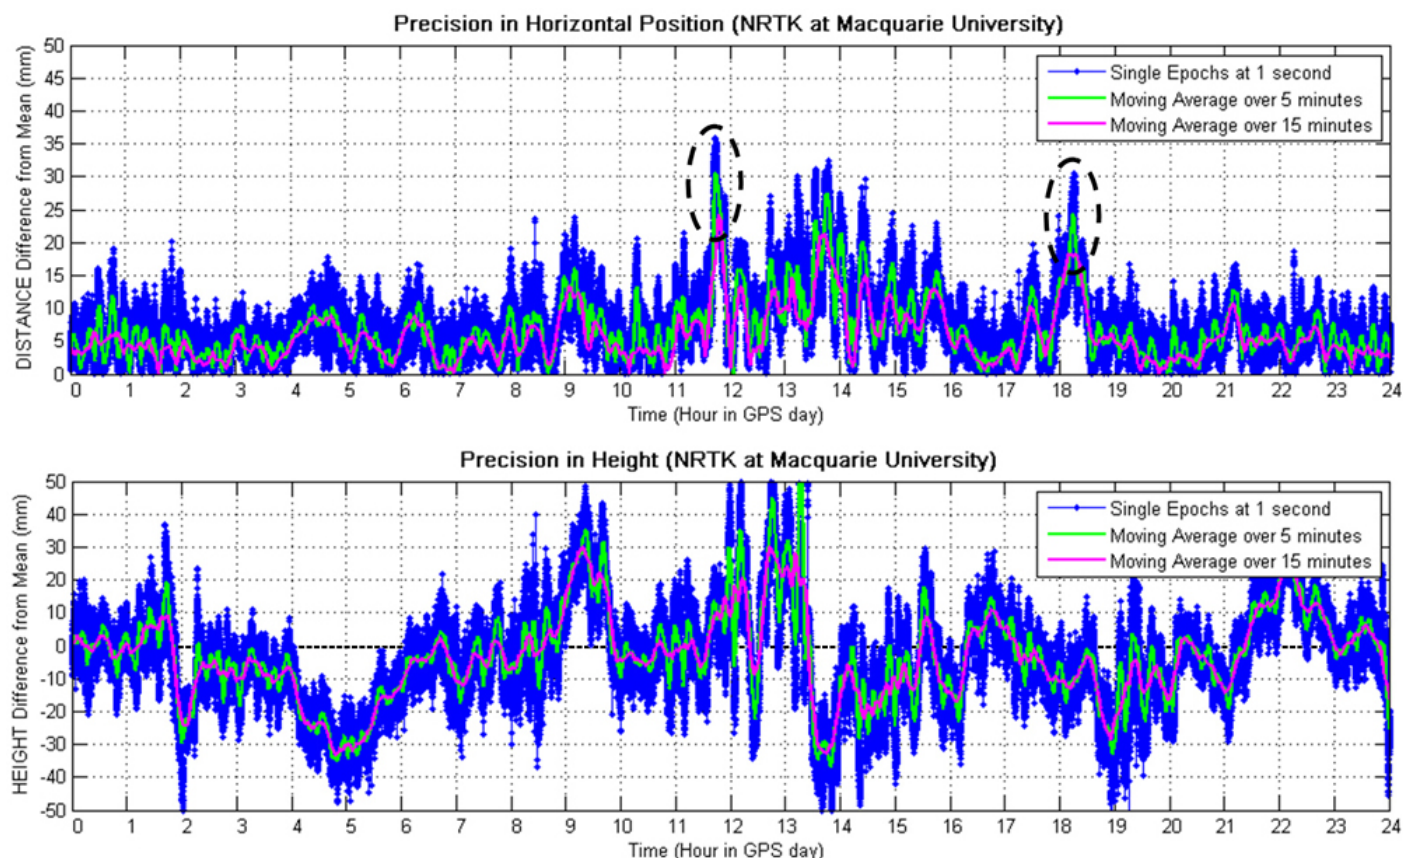 Precision in Horizontal Position (NRTK at Macquarie University)
DISTANCE Difference from Mean (mm)
50
45
40
35
30
25
20
15
10
5
0
Single Epochs at 1 second
Moving Average over 5 minutes
Moving Average over 15 minutes
0 1 2 3 4 5 6 7 8 9 10 11 12 13 14 15 16 17 18 19 20 21 22 23 24
Time (Hour in GPS day)
Precision in Height (NRTK at Macquarie University)
HEIGHT Difference from Mean (mm)
50
40
30
20
10
0
-10
-20
-30
-40
-50
Single Epochs at 1 second
Moving Average over 5 minutes
Moving Average over 15 minutes
0 1 2 3 4 5 6 7 8 9 10 11 12 13 14 15 16 17 18 19 20 21 22 23 24
Time (Hour in GPS day)